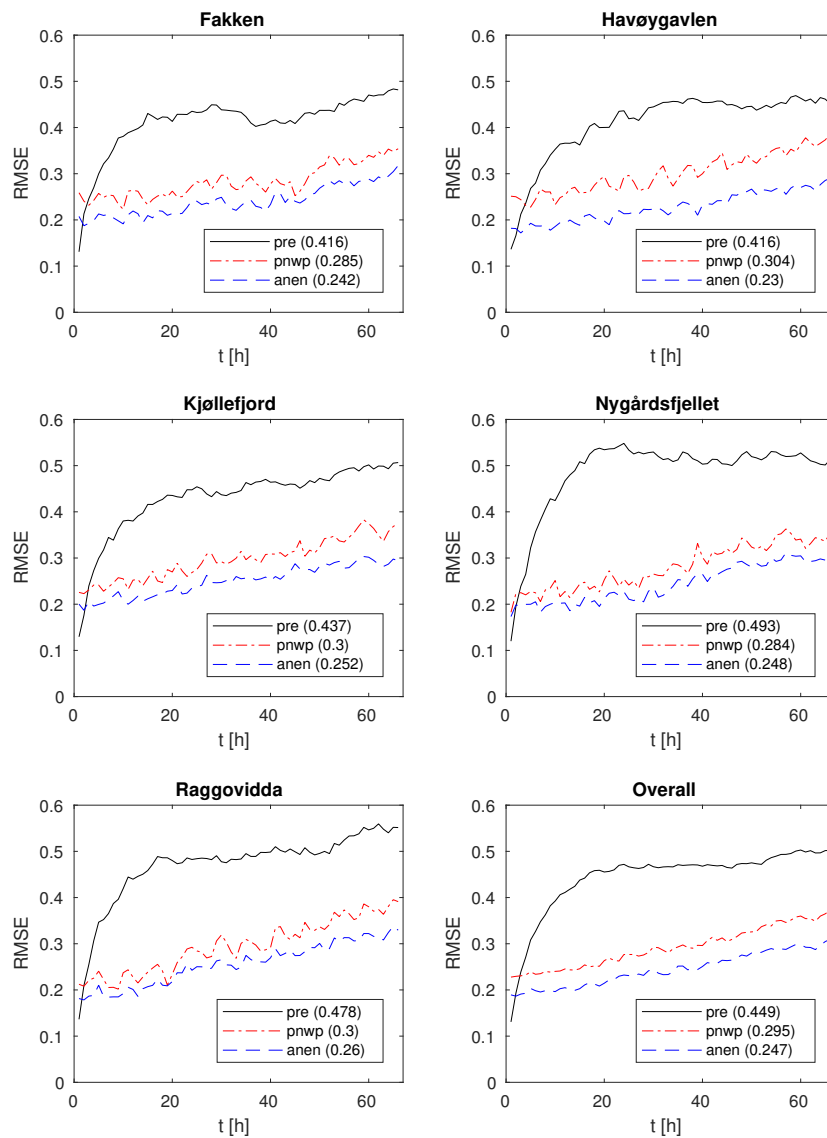 Fakken
RMSE
0.6
0.5
0.4
0.3
0.2
0.1
0
0
20
40
60
t [h]
pre (0.416)
pnwp (0.285)
anen (0.242)
Havøygavlen
RMSE
0.6
0.5
0.4
0.3
0.2
0.1
0
0
20
40
60
t [h]
pre (0.416)
pnwp (0.304)
anen (0.23)
Kjøllefjord
RMSE
0.6
0.5
0.4
0.3
0.2
0.1
0
0
20
40
60
t [h]
pre (0.437)
pnwp (0.3)
anen (0.252)
Nygårdsfjellet
RMSE
0.6
0.5
0.4
0.3
0.2
0.1
0
0
20
40
60
t [h]
pre (0.493)
pnwp (0.284)
anen (0.248)
Raggovidda
RMSE
0.6
0.5
0.4
0.3
0.2
0.1
0
0
20
40
60
t [h]
pre (0.478)
pnwp (0.3)
anen (0.26)
Overall
RMSE
0.6
0.5
0.4
0.3
0.2
0.1
0
0
20
40
60
t [h]
pre (0.449)
pnwp (0.295)
anen (0.247)